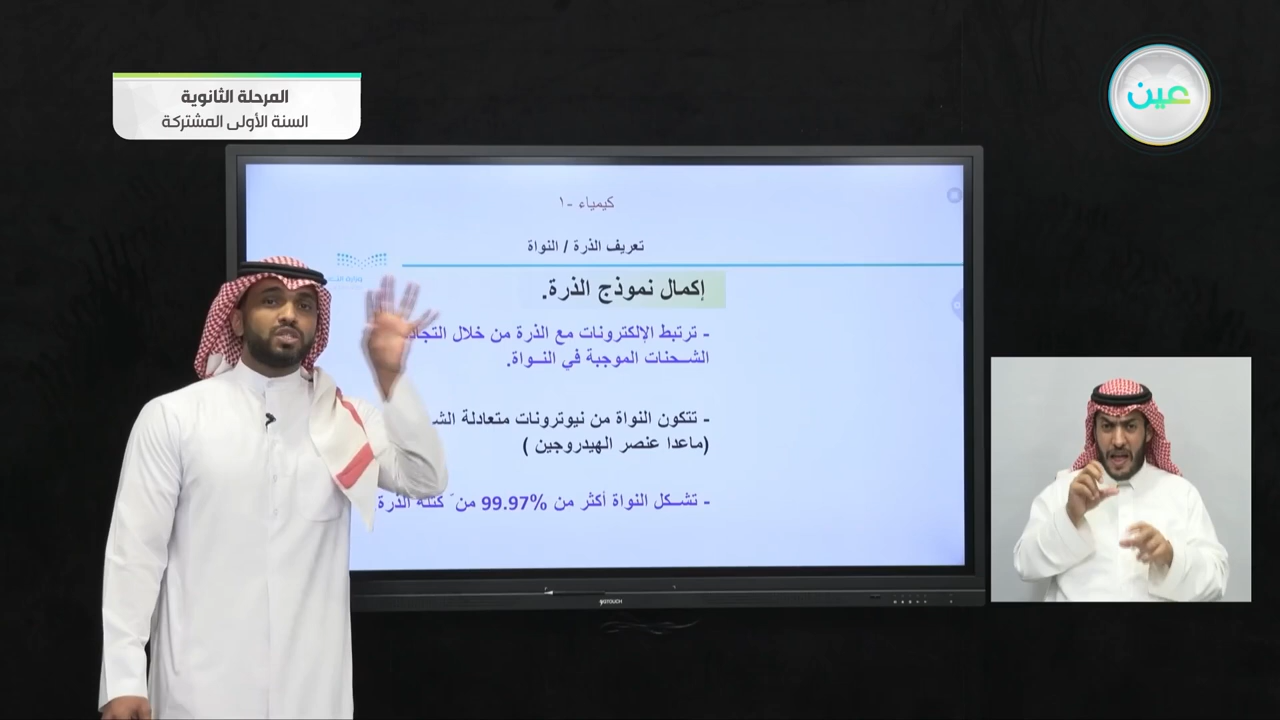 المرحلة الثانوية
السنة الأولى المشتركة
عين
كيمياء -١
تعريف الذرة / النواة
إكمال نموذج الذرة.
- ترتبط الإلكترونات مع الذرة من خلال
الشحنات الموجبة في النواة.
- تتكون النواة من نيوترونات متعادلة
(ماعدا عنصر الهيدروجين )
- تشكل النواة أكثر من %99.97 من كتلة الذرة